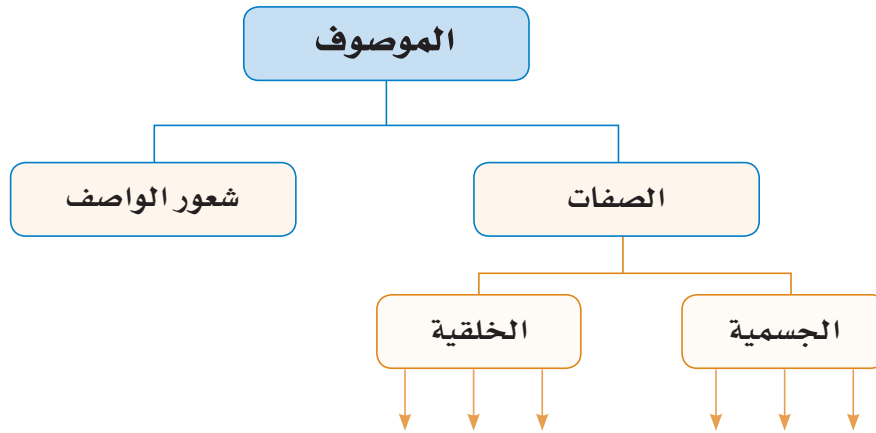 الموصوف
الصفات
شعور الواصف
الجسمية
الخلقية